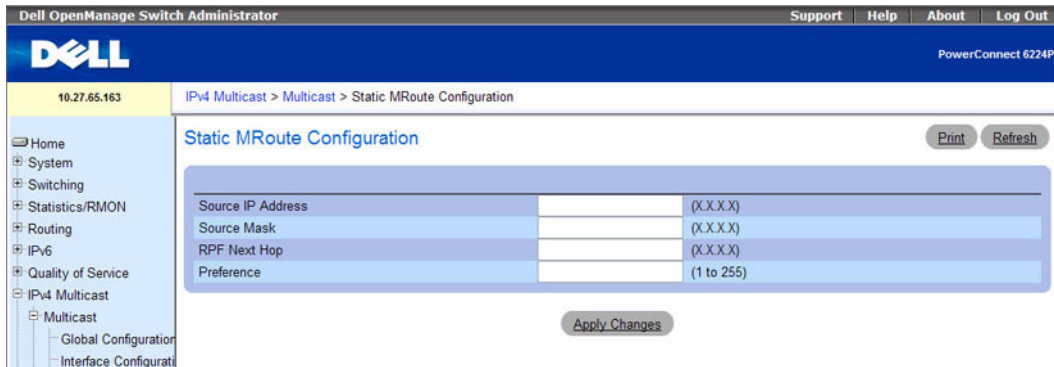 Dell OpenManage Switch Administrator
Support
Help
About
Log Out
DELL
PowerConnect 6224P
10.27.65.163
IPv4 Multicast > Multicast > Static MRoute Configuration
Home
System
Switching
Statistics/RMON
Routing
IPv6
Quality of Service
IPv4 Multicast
Multicast
Global Configuration
Interface Configurati
Static MRoute Configuration
Print
Refresh
Source IP Address (X.X.X.X)
Source Mask (X.X.X.X)
RPF Next Hop (X.X.X.X)
Preference (1 to 255)
Apply Changes